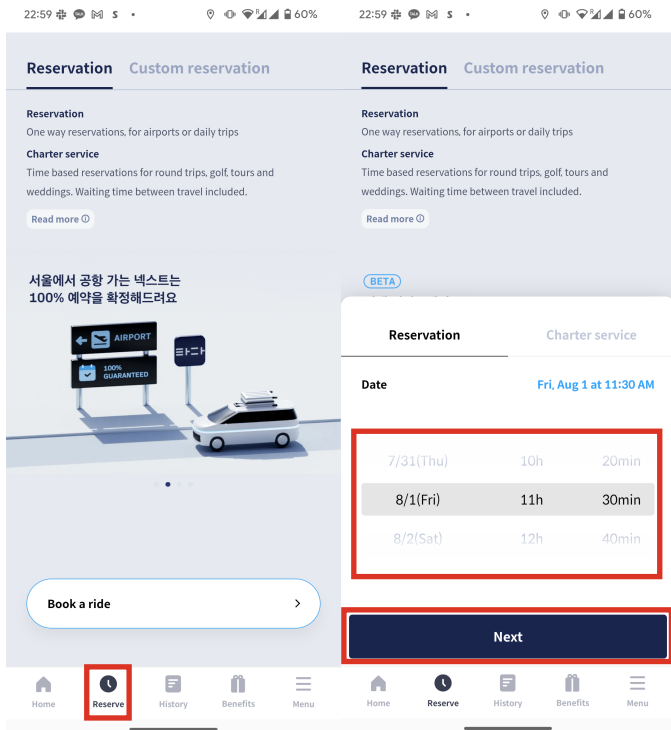 22:59
60%
Reservation Custom reservation
Reservation
One way reservations, for airports or daily trips
Charter service
Time based reservations for round trips, golf, tours and
weddings. Waiting time between travel included.
Read more
서울에서 공항 가는 넥스트는
100% 예약을 확정해드려요
AIRPORT
100%
GUARANTEED
Book a ride
Home Reserve History Benefits Menu
22:59
60%
Reservation Custom reservation
Reservation
One way reservations, for airports or daily trips
Charter service
Time based reservations for round trips, golf, tours and
weddings. Waiting time between travel included.
Read more
BETA
Reservation Charter service
Date Fri, Aug 1 at 11:30 AM
7/31(Thu) 10h 20min
8/1(Fri) 11h 30min
8/2(Sat) 12h 40min
Next
Home Reserve History Benefits Menu